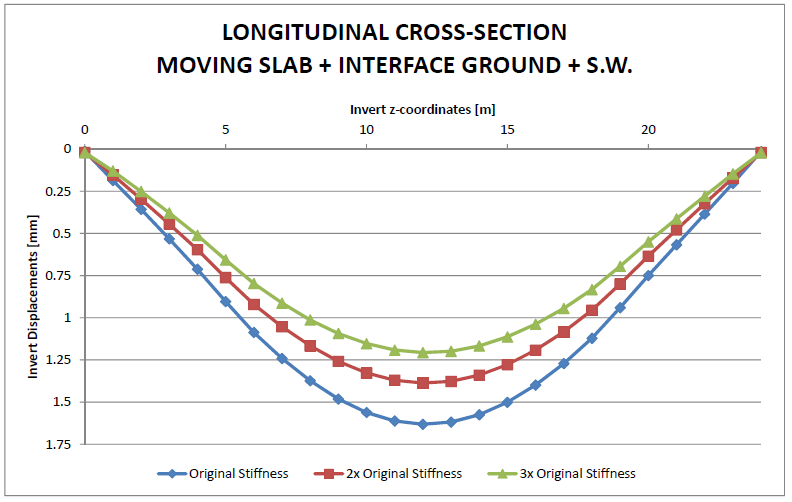 LONGITUDINAL CROSS-SECTION
MOVING SLAB + INTERFACE GROUND + S.W.
Invert z-coordinates [m]
0 5 10 15 20
Invert Displacements [mm]
0
0.25
0.5
0.75
1
1.25
1.5
1.75
Original Stiffness 2x Original Stiffness 3x Original Stiffness